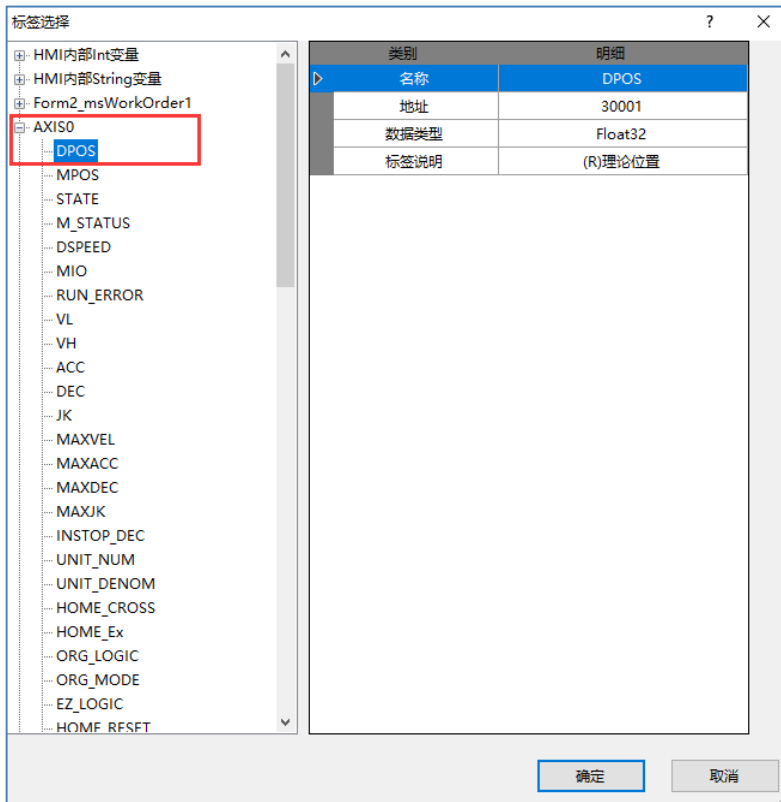 标签选择
HMI内部Int变量
HMI内部String变量
Form2_msWorkOrder1
AXIS0
DPOS
MPOS
STATE
M_STATUS
DSPEED
MIO
RUN_ERROR
VL
VH
ACC
DEC
JK
MAXVEL
MAXACC
MAXDEC
MAXJK
INSTOP_DEC
UNIT_NUM
UNIT_DENOM
HOME_CROSS
HOME_Ex
ORG_LOGIC
ORG_MODE
EZ_LOGIC
HOME_RESET
类别 明细
名称 DPOS
地址 30001
数据类型 Float32
标签说明 (R)理论位置
确定 取消